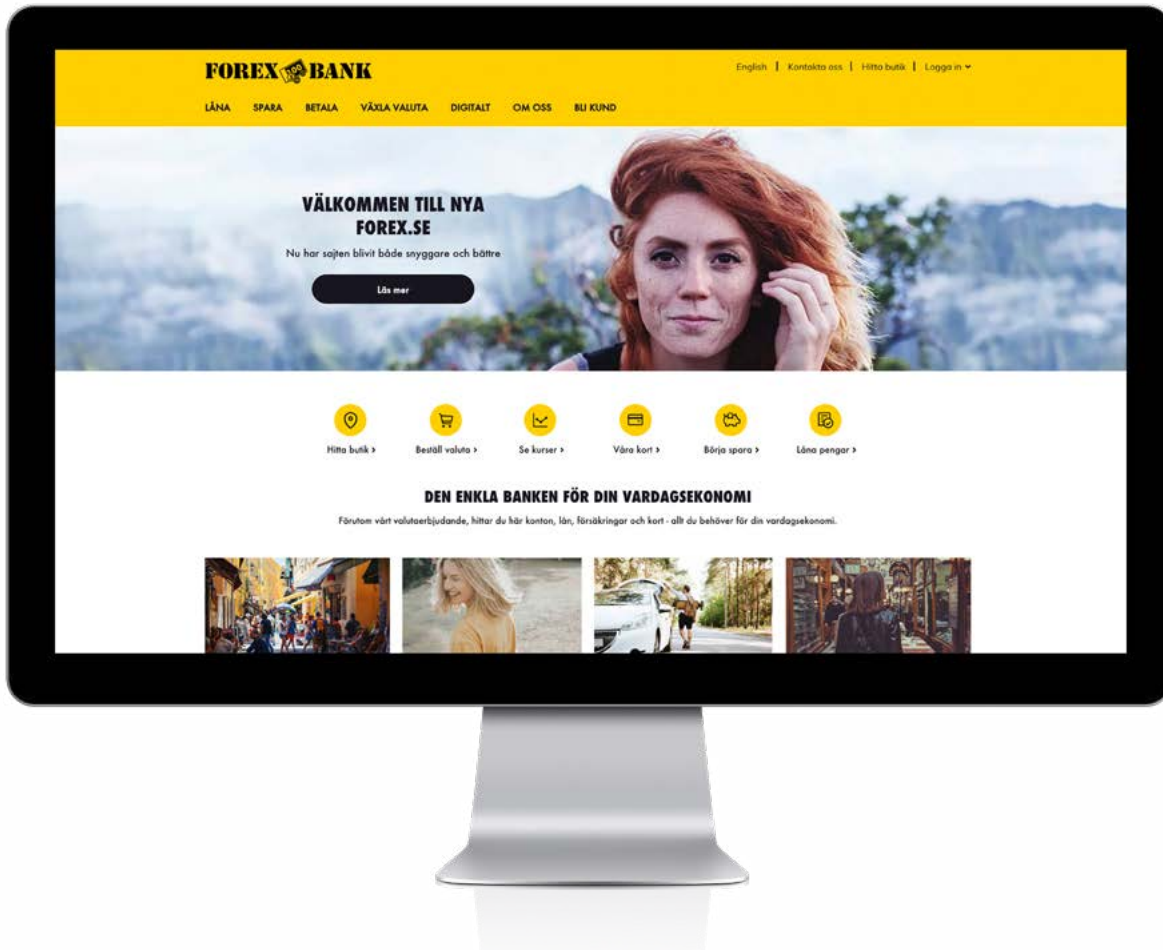 FOREX 100 BANK
English | Kontakta oss | Hitta butik | Logga in
LÅNA SPARA BETALA VÄXLA VALUTA DIGITALT OM OSS BLI KUND
VÄLKOMMEN TILL NYA
FOREX.SE
Nu har sajten blivit både snyggare och bättre
Läs mer
Hitta butik › Beställ valuta › Se kurser › Våra kort › Börja spara › Låna pengar ›
DEN ENKLA BANKEN FÖR DIN VARDAGSEKONOMI
Förutom vårt valutaerbjudande, hittar du här konton, lån, försäkringar och kort - allt du behöver för din vardagsekonomi.